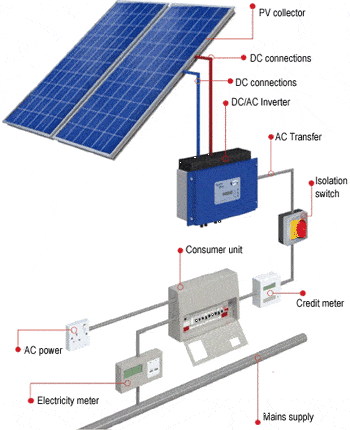 PV collector
DC connections
DC connections
DC/AC Inverter
AC Transfer
Isolation
switch
Consumer unit
Credit meter
AC power
Electricity meter
Mains supply